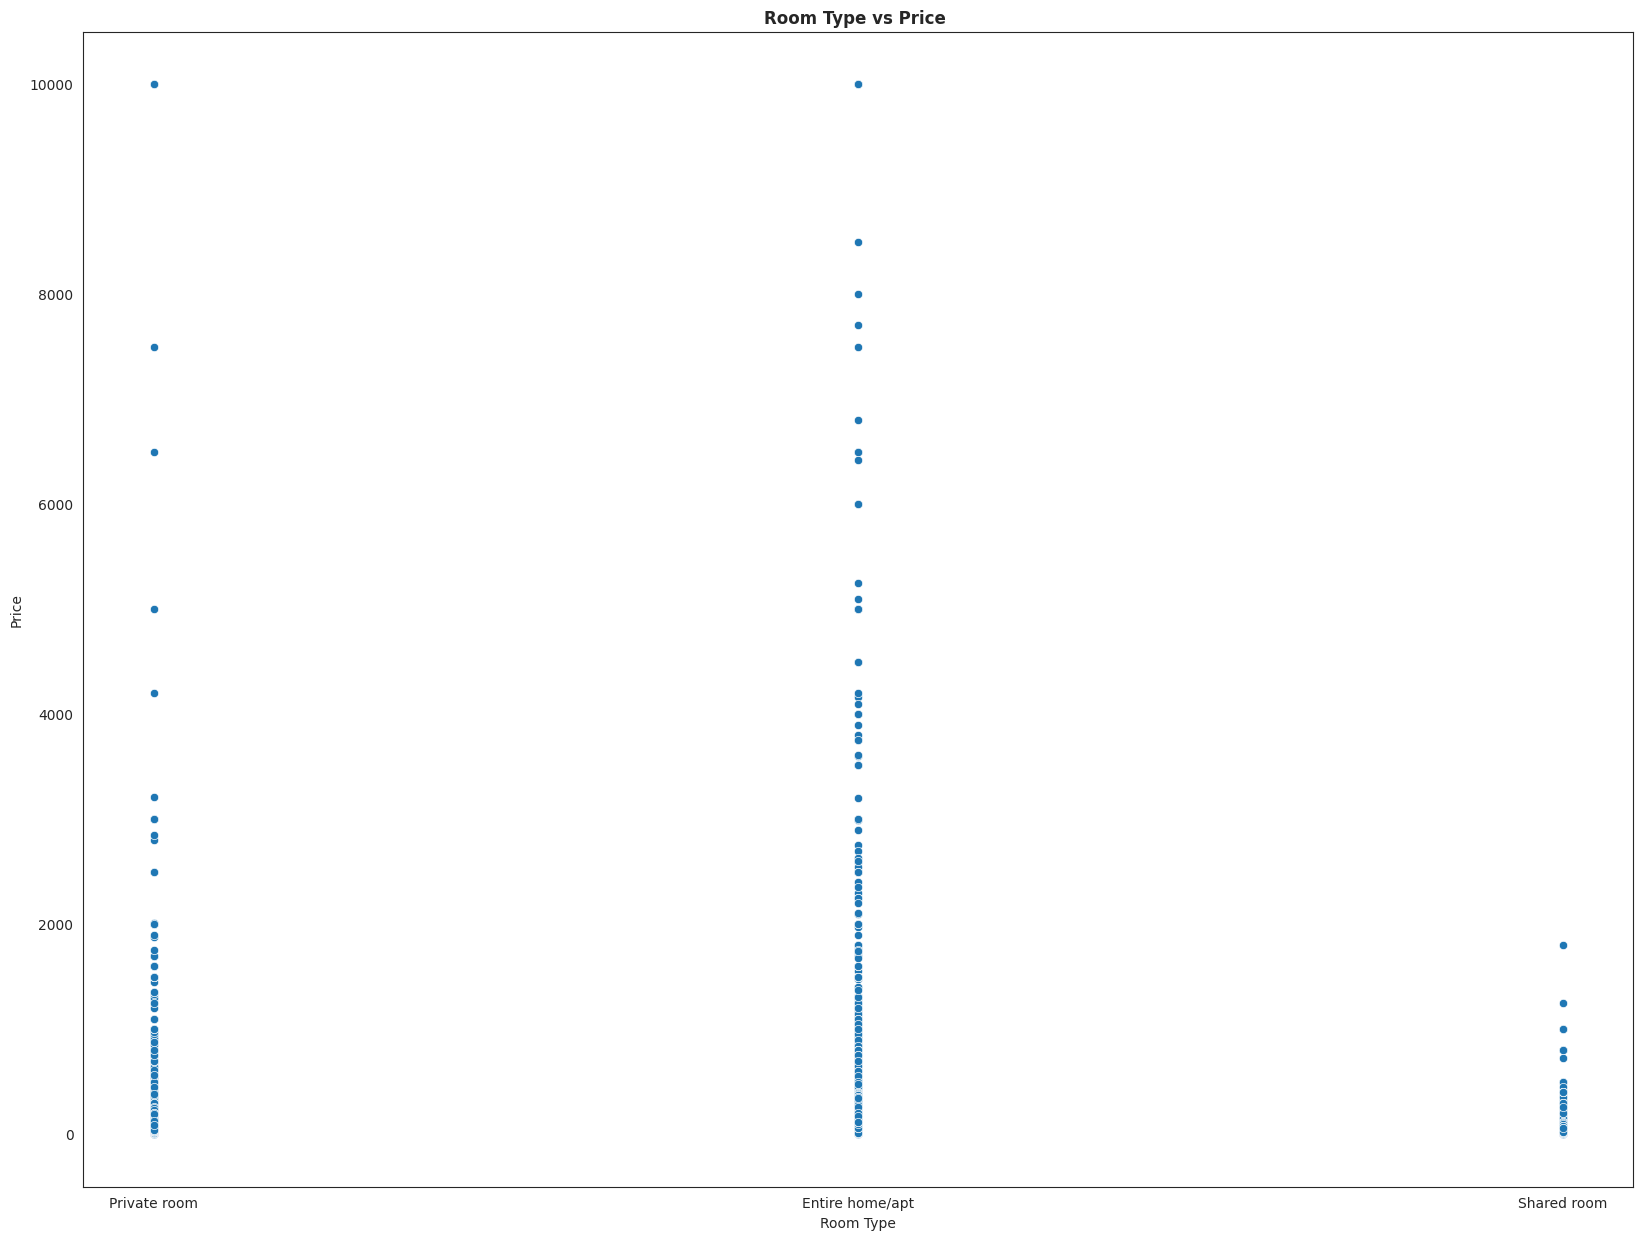 Room Type vs Price
10000
8000
6000
4000
2000
0
Price
Private room
Entire home/apt
Shared room
Room Type